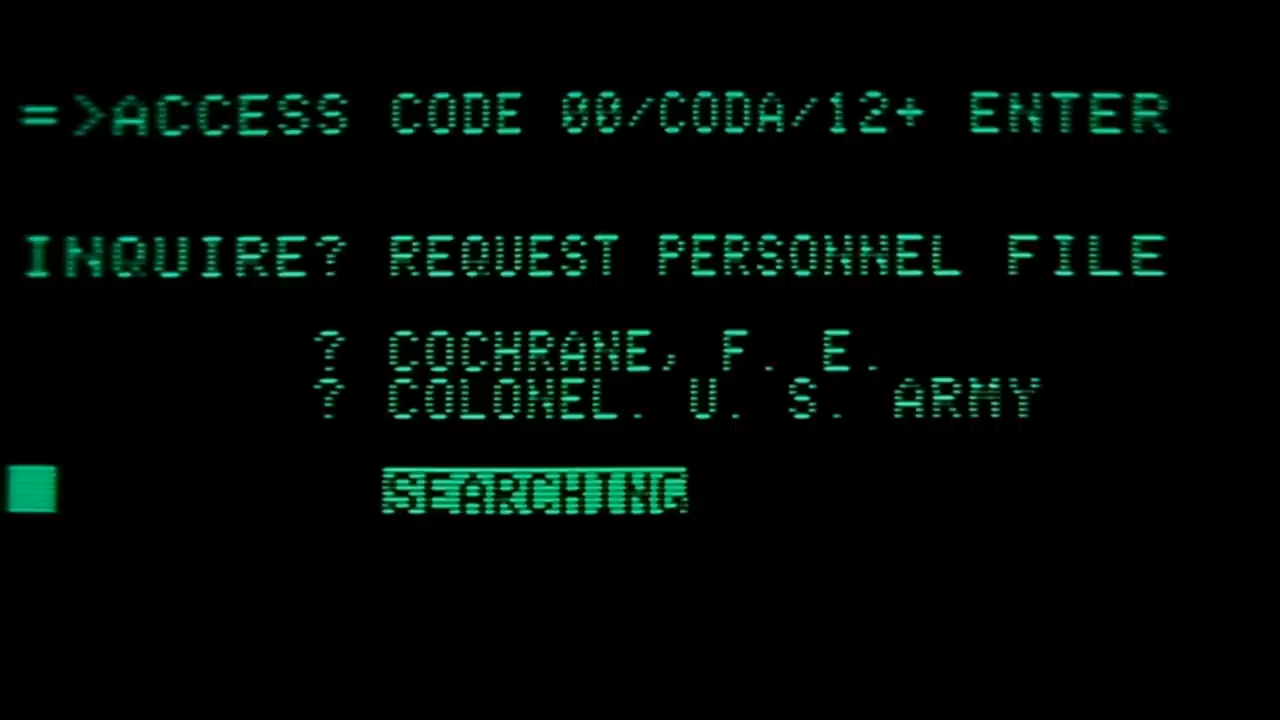 =>ACCESS CODE 00/CODA/12+ ENTER
INQUIRE? REQUEST PERSONNEL FILE
? COCHRANE, F. E.
? COLONEL. U. S. ARMY
SEARCHING